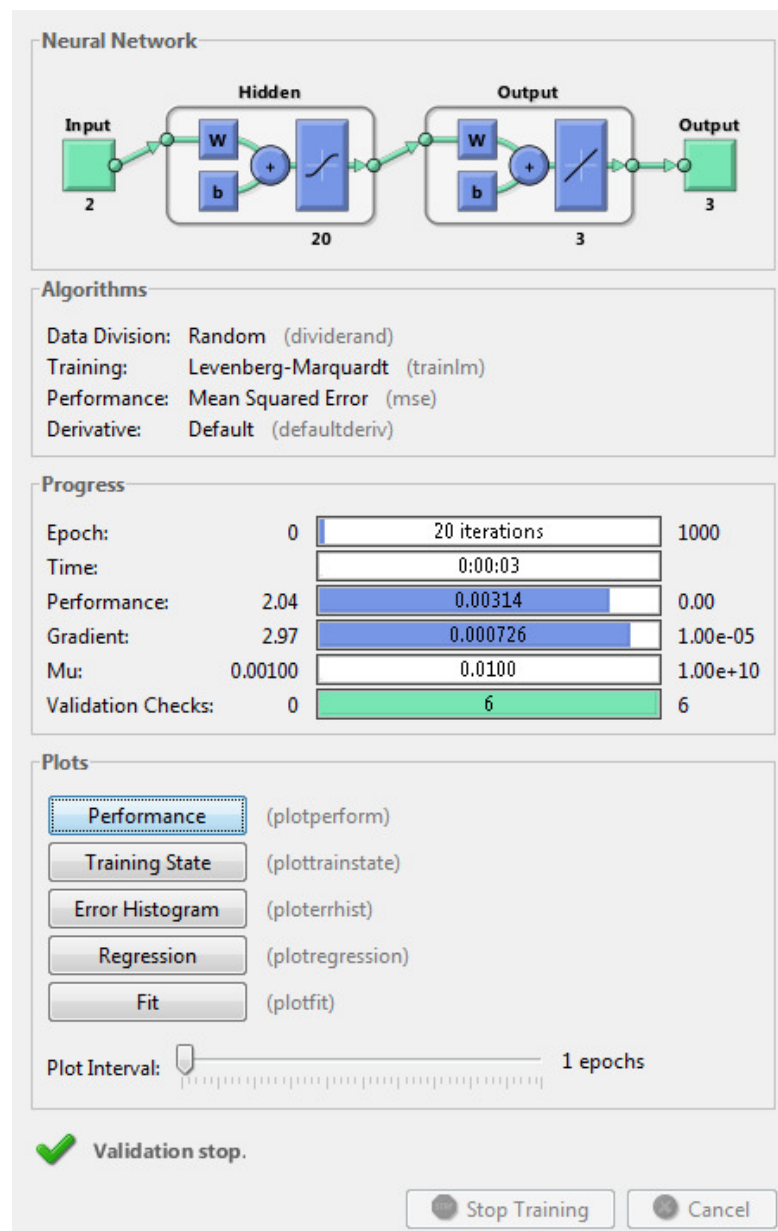 Neural Network
Hidden Output
Input Output
W b + W b +
2 20 3 3
Algorithms
Data Division: Random (dividerand)
Training: Levenberg-Marquardt (trainlm)
Performance: Mean Squared Error (mse)
Derivative: Default (defaultderiv)
Progress
Epoch: 0 20 iterations 1000
Time: 0:00:03
Performance: 2.04 0.00314 0.00
Gradient: 2.97 0.000726 1.00e-05
Mu: 0.00100 0.0100 1.00e+10
Validation Checks: 0 6 6
Plots
Performance (plotperform)
Training State (plottrainstate)
Error Histogram (ploterrhist)
Regression (plotregression)
Fit (plotfit)
Plot Interval: 1 epochs
Validation stop.
Stop Training Cancel